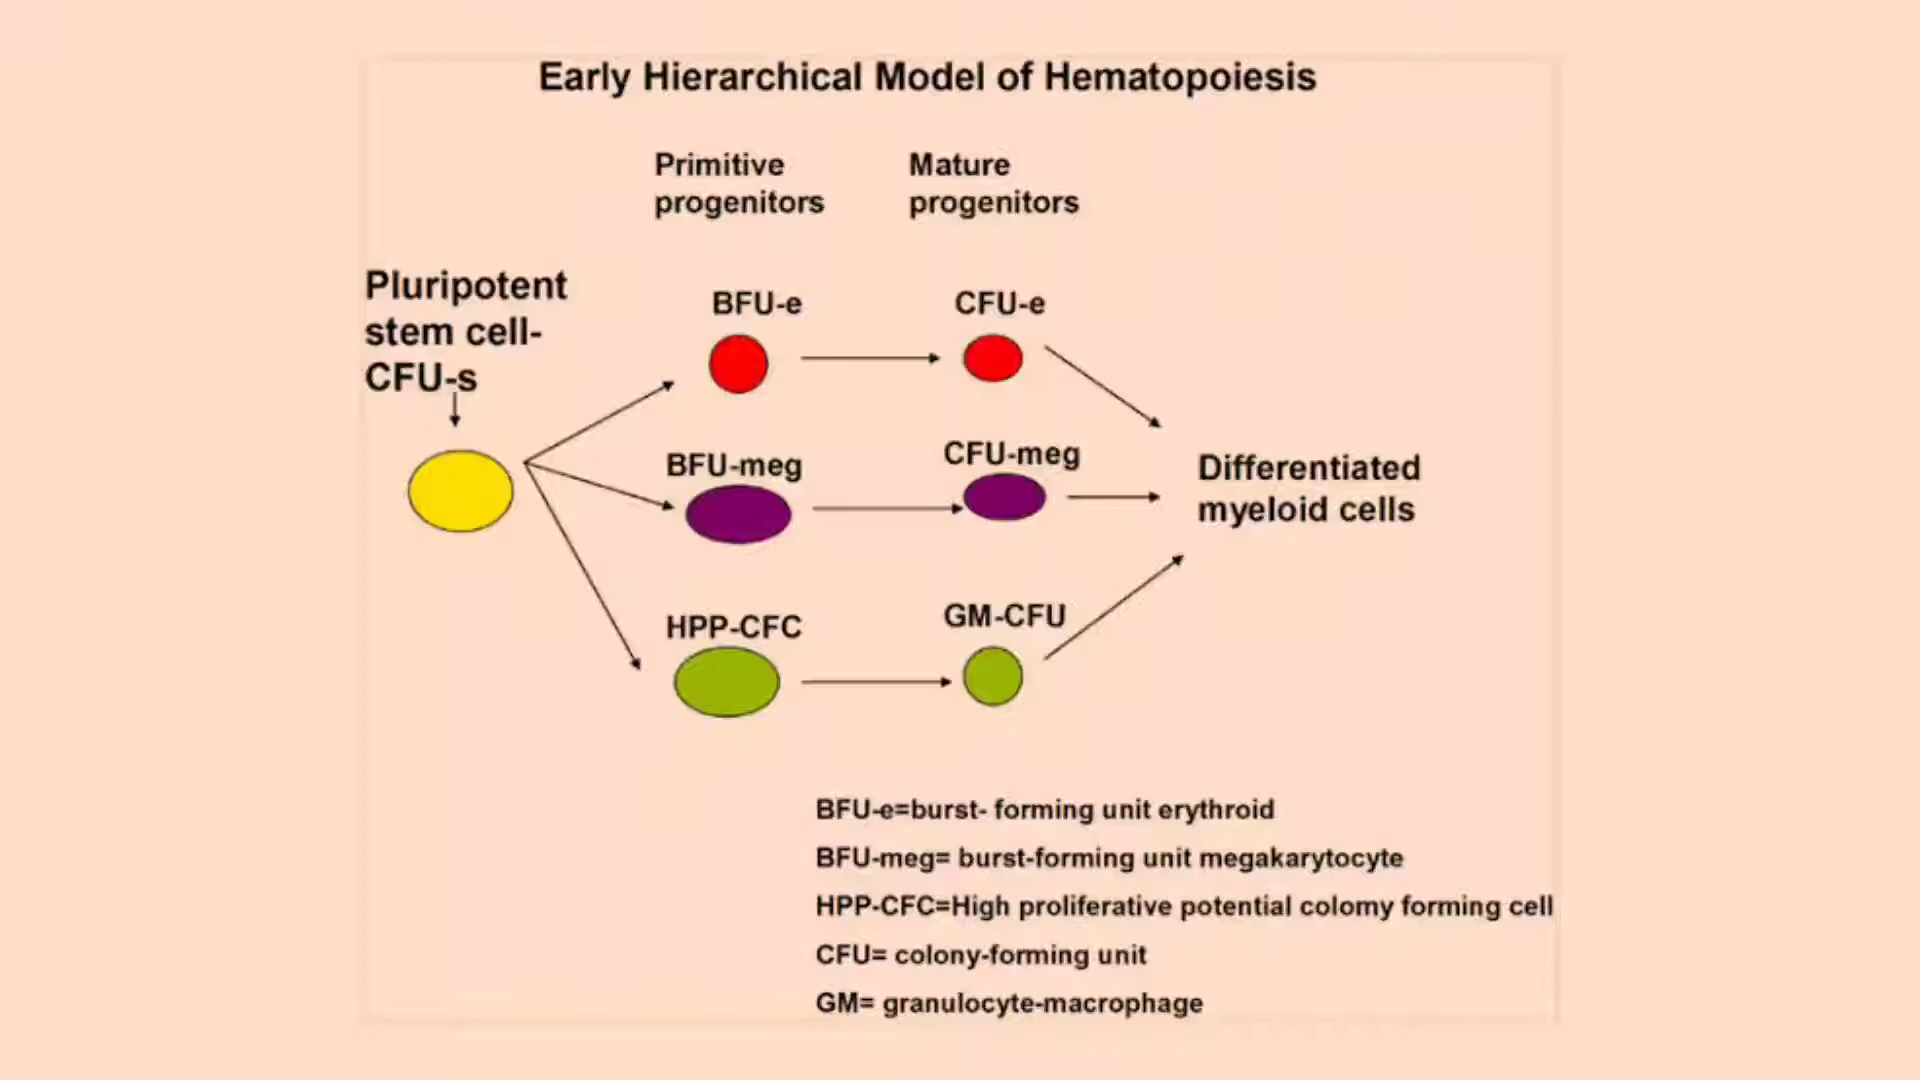 Early Hierarchical Model of Hematopoiesis
Primitive
progenitors
Mature
progenitors
Pluripotent
stem cell-
CFU-s
BFU-e
CFU-e
BFU-meg
CFU-meg
Differentiated
myeloid cells
HPP-CFC
GM-CFU
BFU-e=burst- forming unit erythroid
BFU-meg= burst-forming unit megakarytocyte
HPP-CFC=High proliferative potential colomy forming cell
CFU= colony-forming unit
GM= granulocyte-macrophage